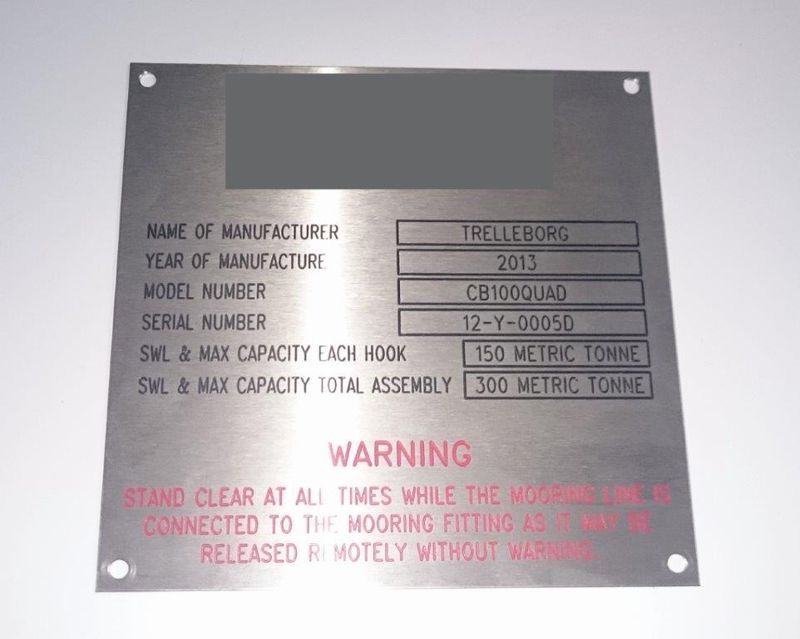 NAME OF MANUFACTURER TRELLEBORG
YEAR OF MANUFACTURE 2013
MODEL NUMBER CB100QUAD
SERIAL NUMBER 12-Y-0005D
SWL & MAX CAPACITY EACH HOOK 150 METRIC TONNE
SWL & MAX CAPACITY TOTAL ASSEMBLY 300 METRIC TONNE
WARNING
STAND CLEAR AT ALL TIMES WHILE THE MOORING LINE IS
CONNECTED TO THE MOORING FITTING AS IT MAY BE
RELEASED REMOTELY WITHOUT WARNING.